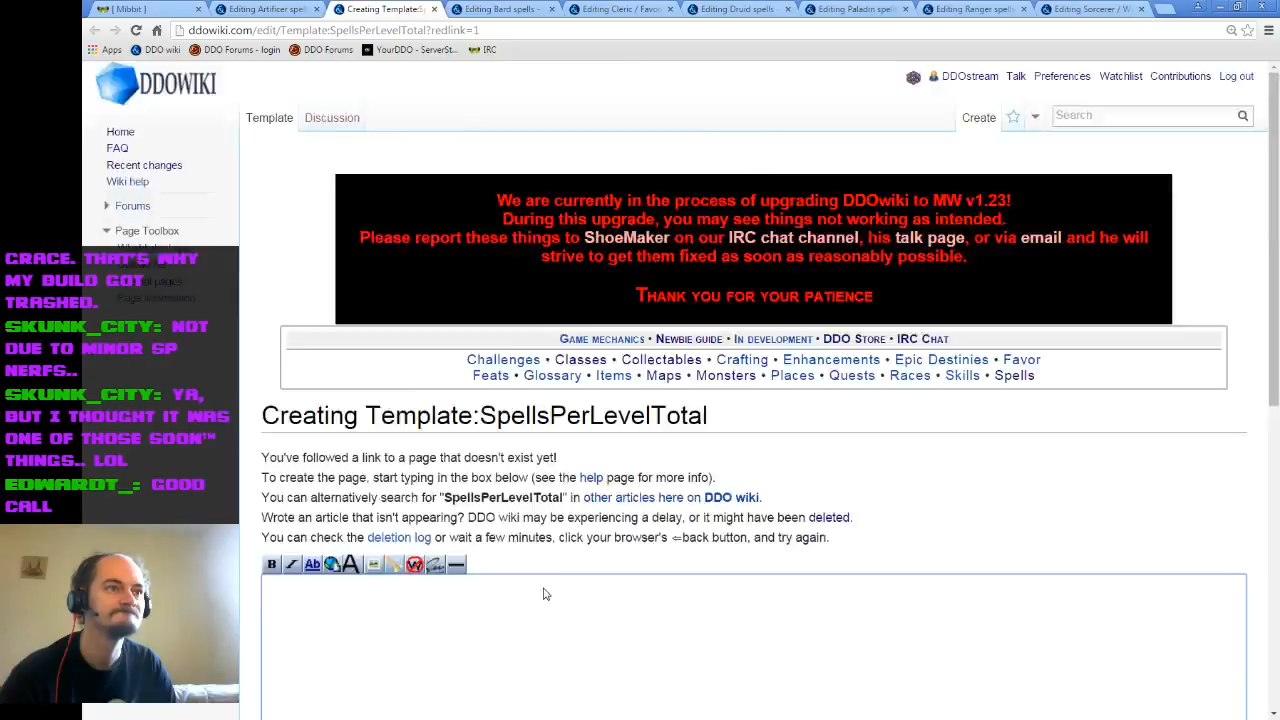 [ Mibbit ]
Editing Artificer spel
Creating Template:Sp
Editing Bard spells -
Editing Cleric / Favo
Editing Druid spells
Editing Paladin spell
Editing Ranger spells
Editing Sorcerer / W
ddowiki.com/edit/Template:SpellsPerLevelTotal?redlink=1
Apps
DDO wiki
DDO Forums - login
DDO Forums
YourDDO - ServerSt...
IRC
DDOWIKI
DDOstream Talk Preferences Watchlist Contributions Log out
Template Discussion
Create
Search
Home
FAQ
Recent changes
Wiki help
Forums
Page Toolbox
We are currently in the process of upgrading DDOwiki to MW v1.23!
During this upgrade, you may see things not working as intended.
Please report these things to ShoeMaker on our IRC chat channel, his talk page, or via email and he will
strive to get them fixed as soon as reasonably possible.
Thank you for your patience
Game mechanics • Newbie guide • In development • DDO Store • IRC Chat
Challenges • Classes • Collectables • Crafting • Enhancements • Epic Destinies • Favor
Feats • Glossary • Items • Maps • Monsters • Places • Quests • Races • Skills • Spells
GRACE. THAT'S WHY
MY BUILD GOT
TRASHED.
SKUNK_CITY: NOT
DUE TO MINOR SP
NERFS..
SKUNK_CITY: YA,
BUT I THOUGHT IT WAS
ONE OF THOSE SOON™
THINGS.. LOL
EDWARDT_: GOOD
CALL
Creating Template:SpellsPerLevelTotal
You've followed a link to a page that doesn't exist yet!
To create the page, start typing in the box below (see the help page for more info).
You can alternatively search for "SpellsPerLevelTotal" in other articles here on DDO wiki.
Wrote an article that isn't appearing? DDO wiki may be experiencing a delay, or it might have been deleted.
You can check the deletion log or wait a few minutes, click your browser's ⇐back button, and try again.
B I Ab A W